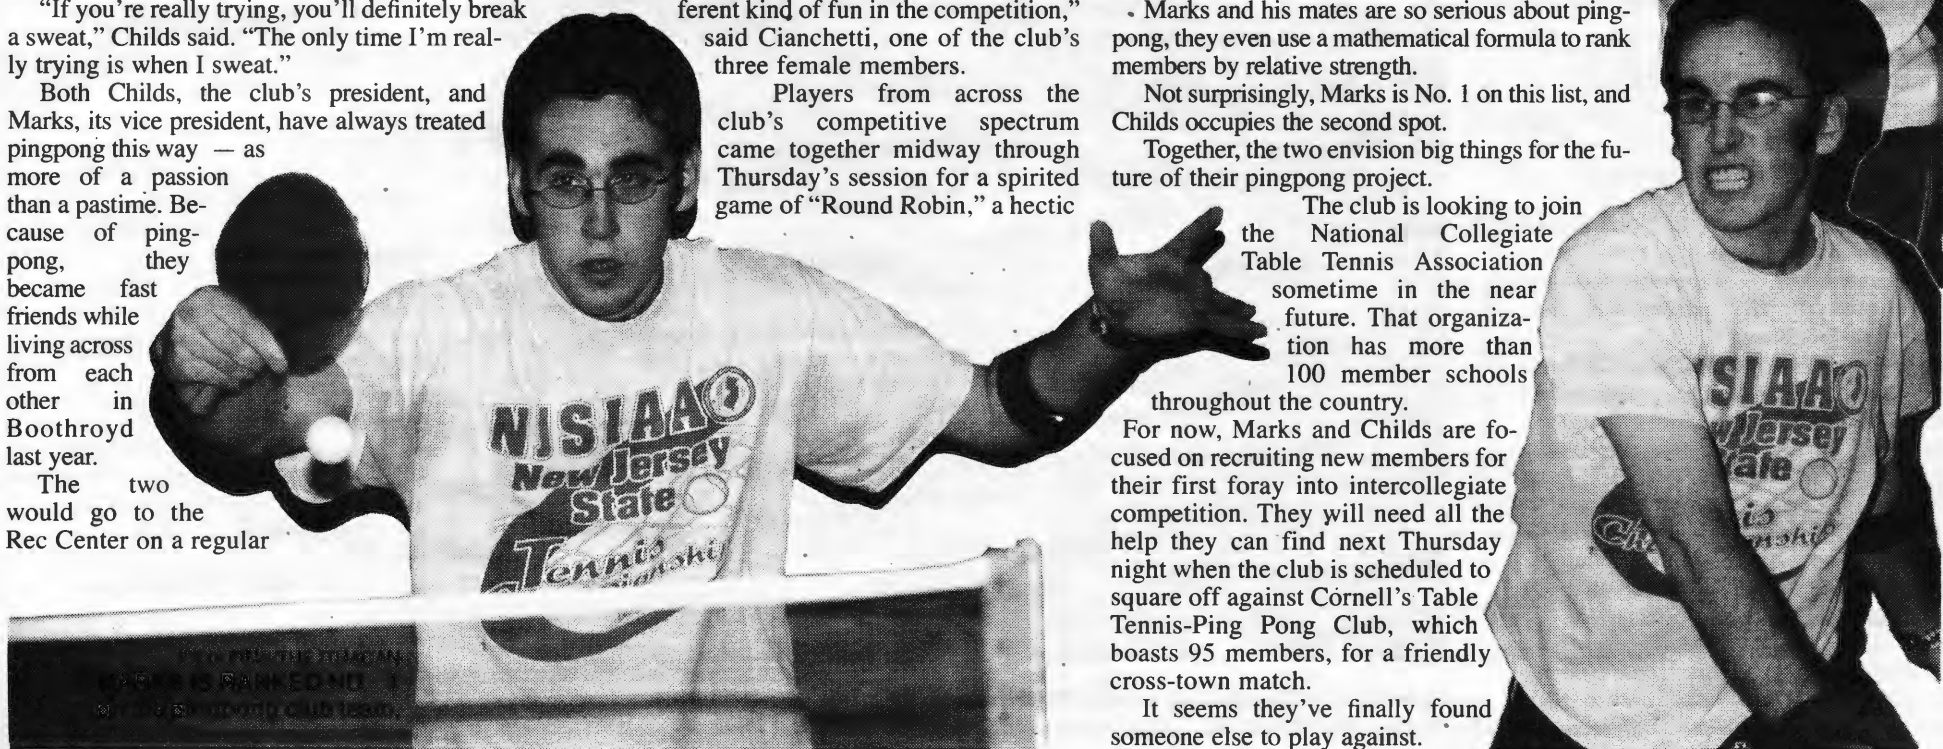 “If you’re really trying, you’ll definitely break
a sweat,” Childs said. “The only time I’m real-
ly trying is when I sweat.”
Both Childs, the club’s president, and
Marks, its vice president, have always treated
pingpong this way — as
more of a passion
than a pastime. Be-
cause of ping-
pong, they
became fast
friends while
living across
from each
other in
Boothroyd
last year.
The two
would go to the
Rec Center on a regular
ferent kind of fun in the competition,”
said Cianchetti, one of the club’s
three female members.
Players from across the
club’s competitive spectrum
came together midway through
Thursday’s session for a spirited
game of “Round Robin,” a hectic
Marks and his mates are so serious about ping-
pong, they even use a mathematical formula to rank
members by relative strength.
Not surprisingly, Marks is No. 1 on this list, and
Childs occupies the second spot.
Together, the two envision big things for the fu-
ture of their pingpong project.
The club is looking to join
the National Collegiate
Table Tennis Association
sometime in the near
future. That organiza-
tion has more than
100 member schools
throughout the country.
For now, Marks and Childs are fo-
cused on recruiting new members for
their first foray into intercollegiate
competition. They will need all the
help they can find next Thursday
night when the club is scheduled to
square off against Cornell’s Table
Tennis-Ping Pong Club, which
boasts 95 members, for a friendly
cross-town match.
It seems they’ve finally found
someone else to play against.
NJSIAA
New Jersey
State
Tennis
MARKS IS RANKED NO. 1
club team.
SIAA
Jersey